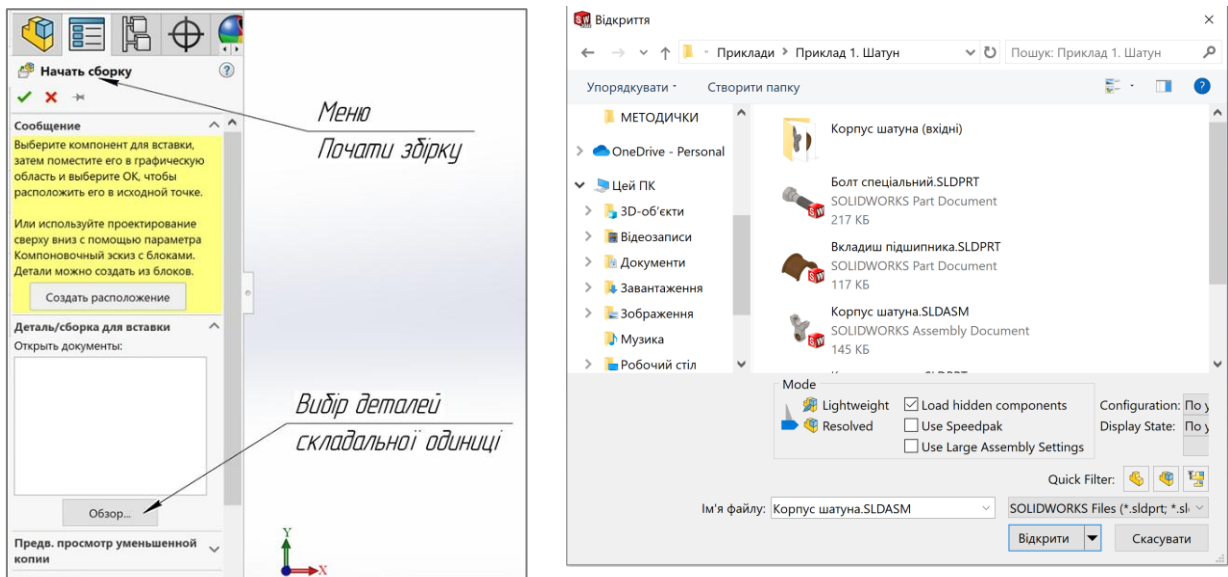 Начать сборку
Меню
Почати збірку
Сообщение
Выберите компонент для вставки,
затем поместите его в графическую
область и выберите ОК, чтобы
расположить его в исходной точке.
Или используйте проектирование
сверху вниз с помощью параметра
Компоновочный эскиз с блоками.
Детали можно создать из блоков.
Создать расположение
Деталь/сборка для вставки
Открыть документы:
Вибір деталей
складальної одиниці
Обзор...
Предв. просмотр уменьшенной
копии
Y
X
Відкриття
Приклади > Приклад 1. Шатун
Пошук: Приклад 1. Шатун
Упорядкувати
Створити папку
МЕТОДИЧКИ
OneDrive - Personal
Цей ПК
3D-об'єкти
Відеозаписи
Документи
Завантаження
Зображення
Музика
Робочий стіл
Корпус шатуна (вхідні)
Болт спеціальний.SLDPRT
SOLIDWORKS Part Document
217 КБ
Вкладиш підшипника.SLDPRT
SOLIDWORKS Part Document
117 КБ
Корпус шатуна.SLDASM
SOLIDWORKS Assembly Document
145 КБ
Mode
Lightweight
Resolved
Load hidden components
Use Speedpak
Use Large Assembly Settings
Configuration: По у
Display State: По у
Quick Filter:
Ім'я файлу: Корпус шатуна.SLDASM
SOLIDWORKS Files (*.sldprt; *.sl
Відкрити
Скасувати